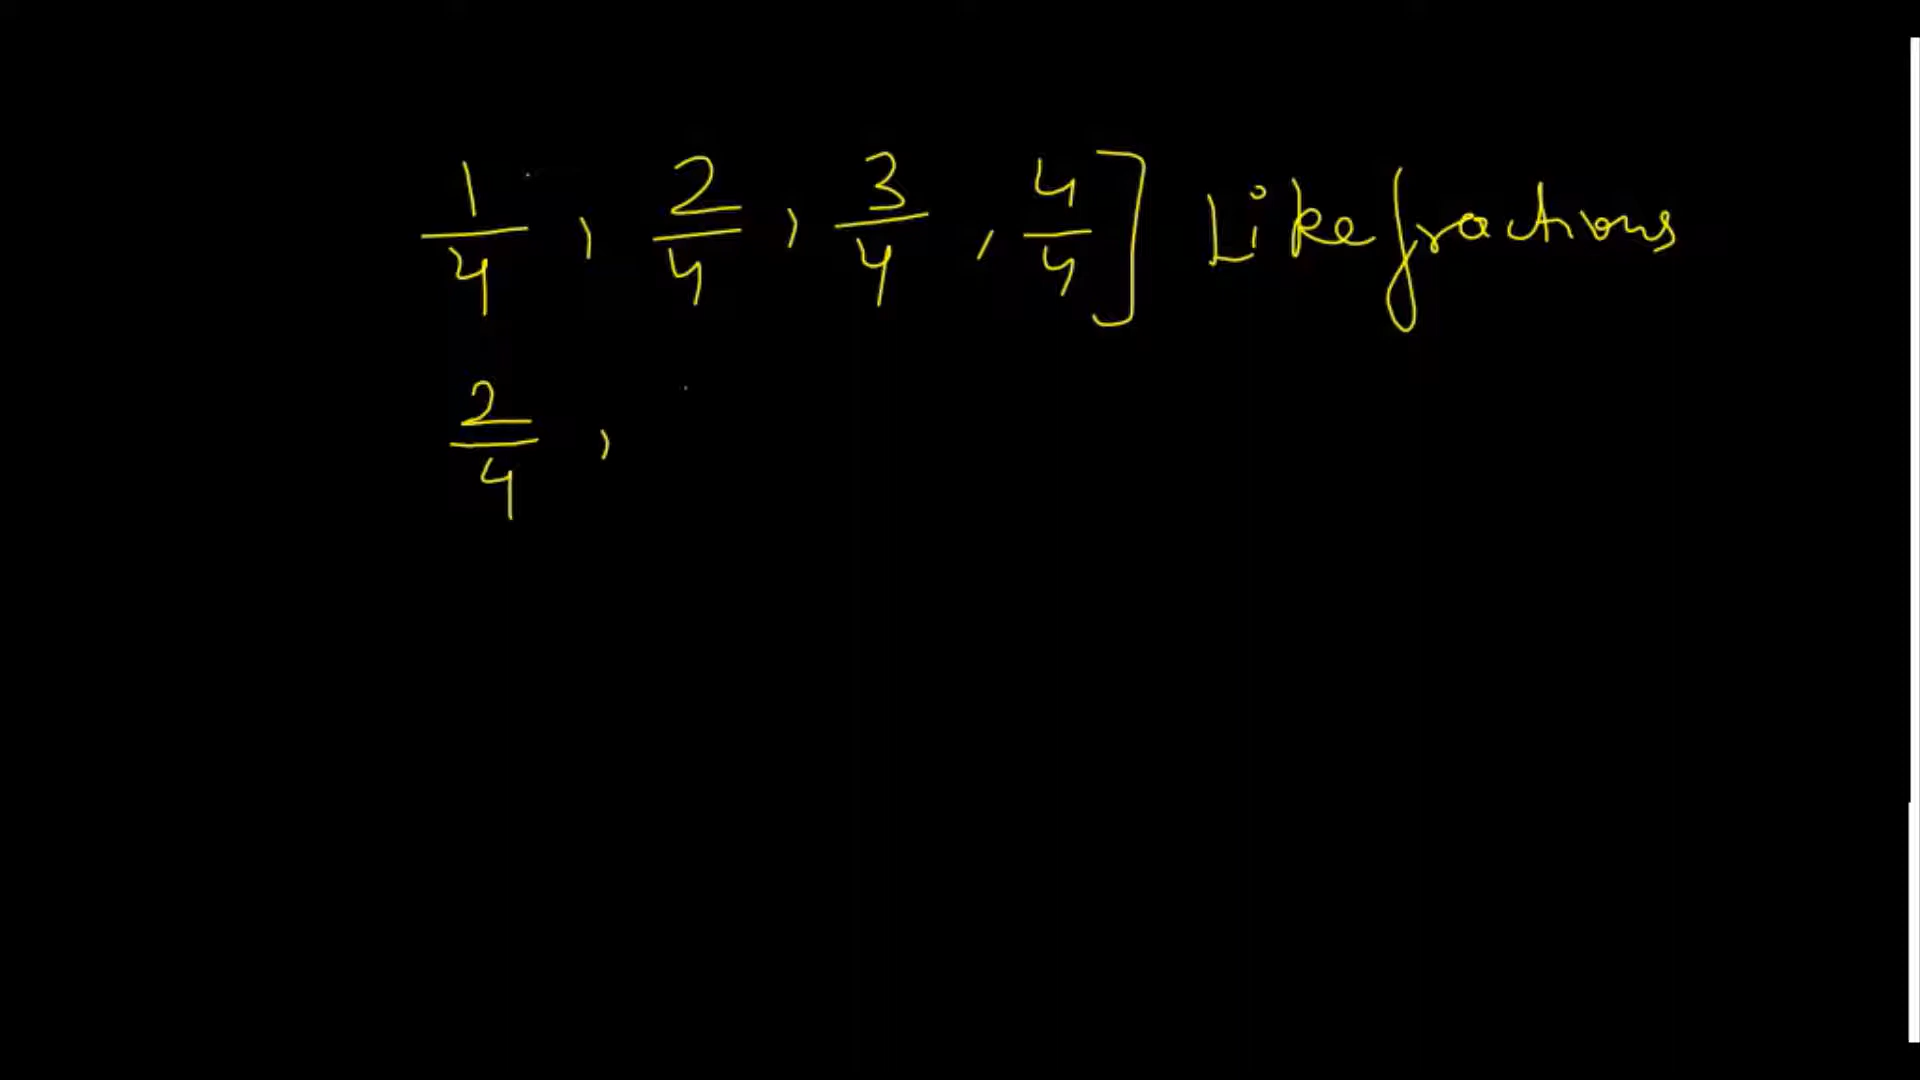 1/4 , 2/4 , 3/4 , 4/4 ] Like fractions
2/4 ,